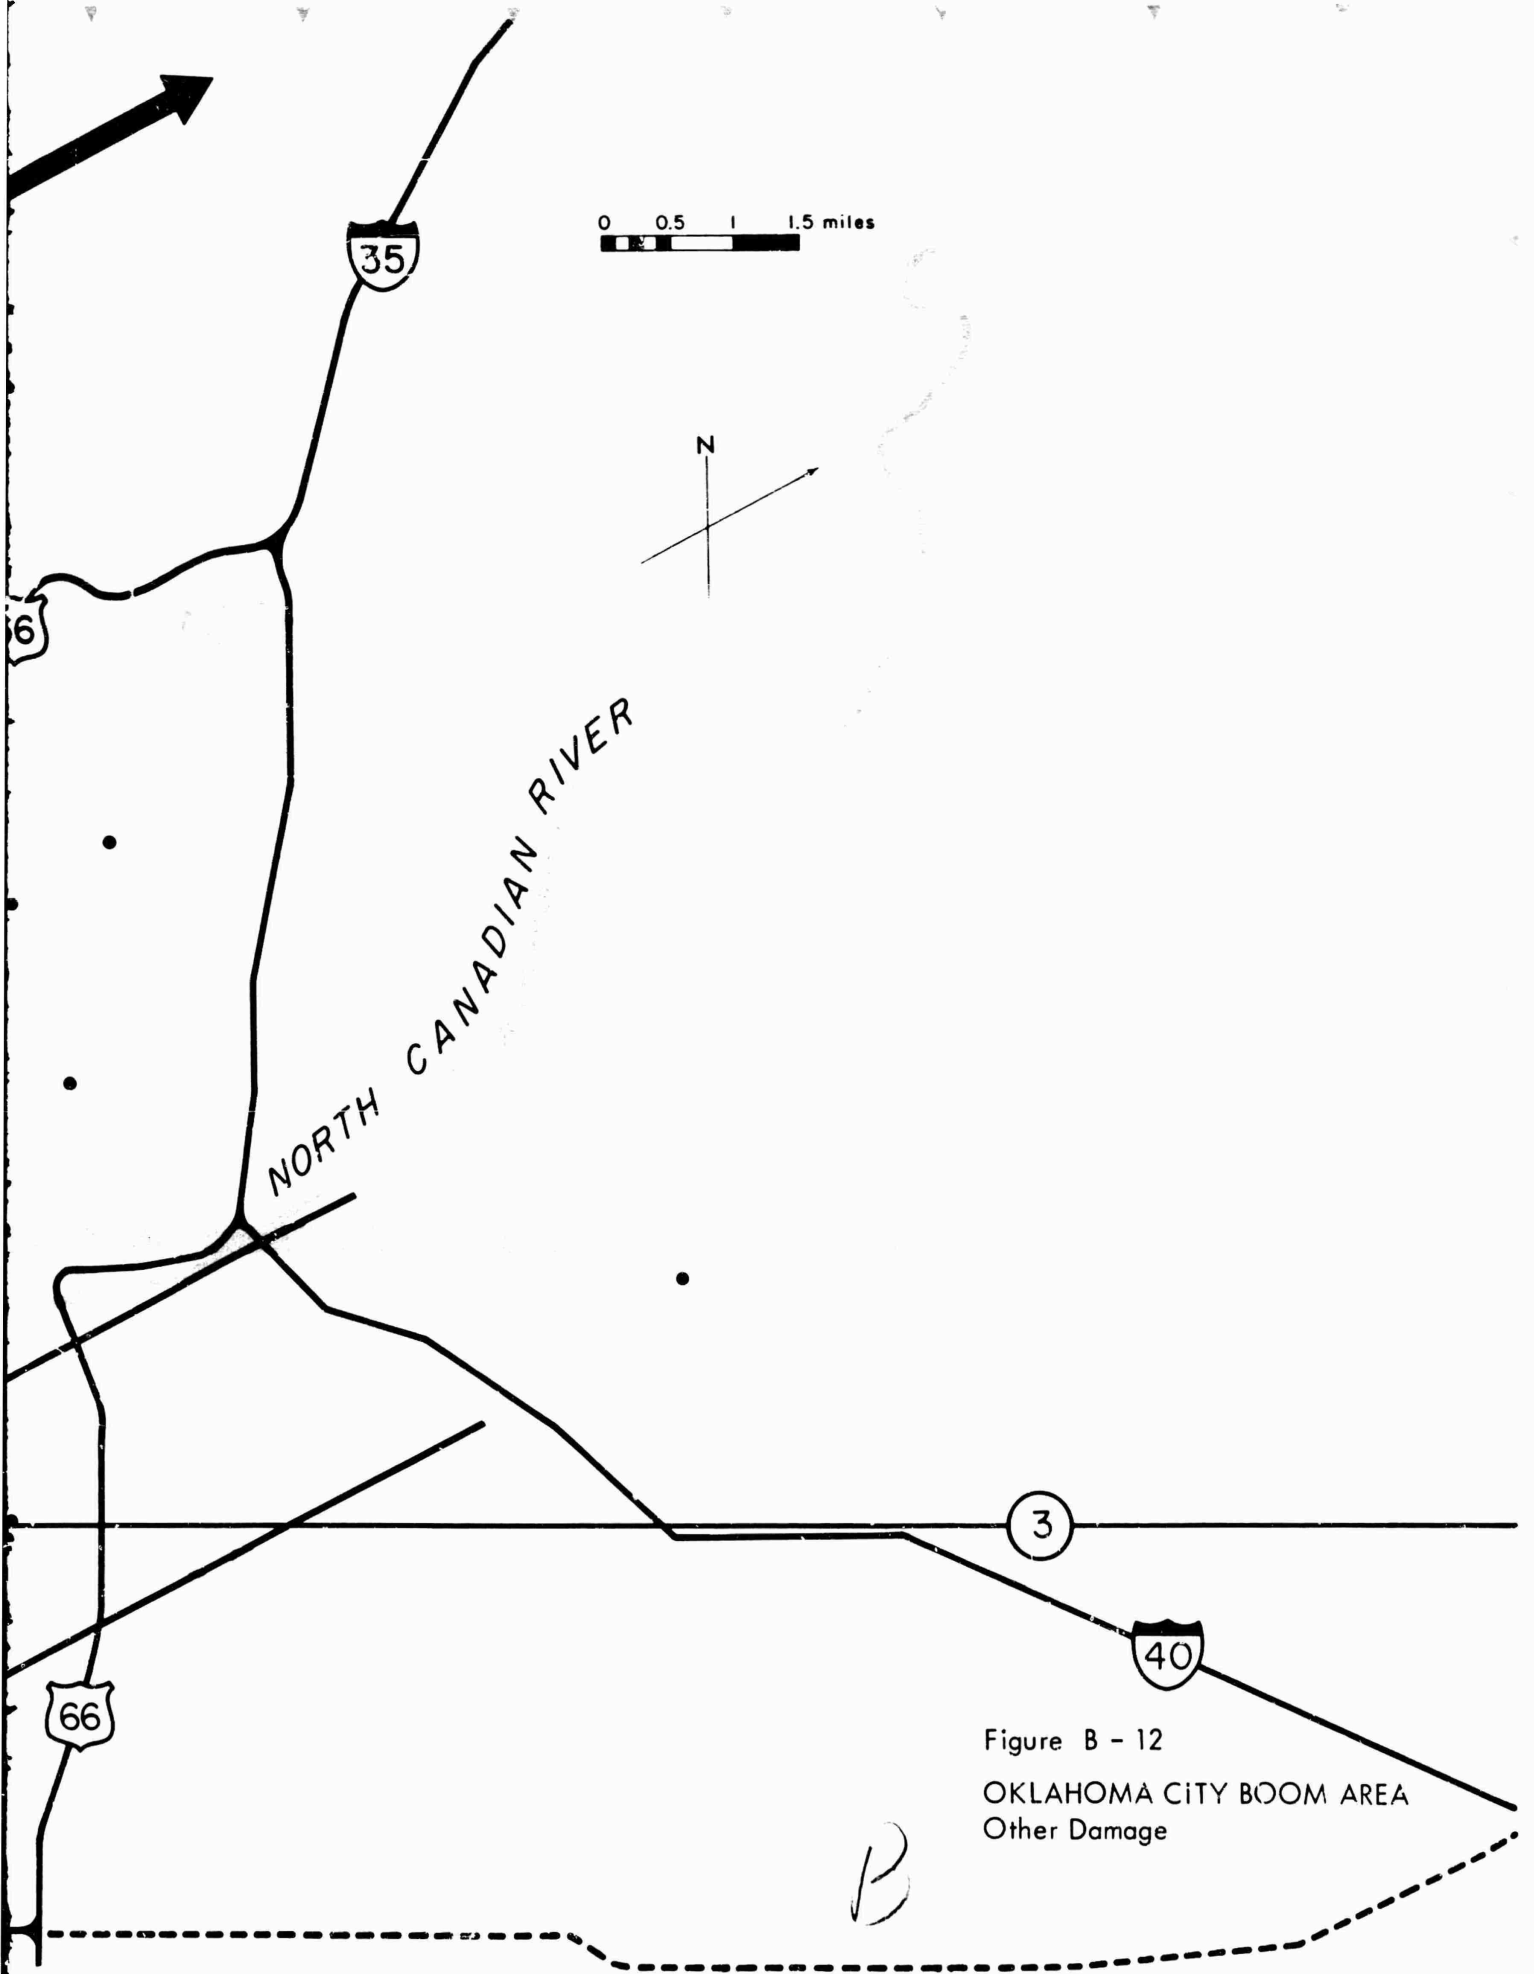 35
0 0.5 1 1.5 miles
N
6
NORTH CANADIAN RIVER
3
40
66
Figure B - 12
OKLAHOMA CITY BOOM AREA
Other Damage
B